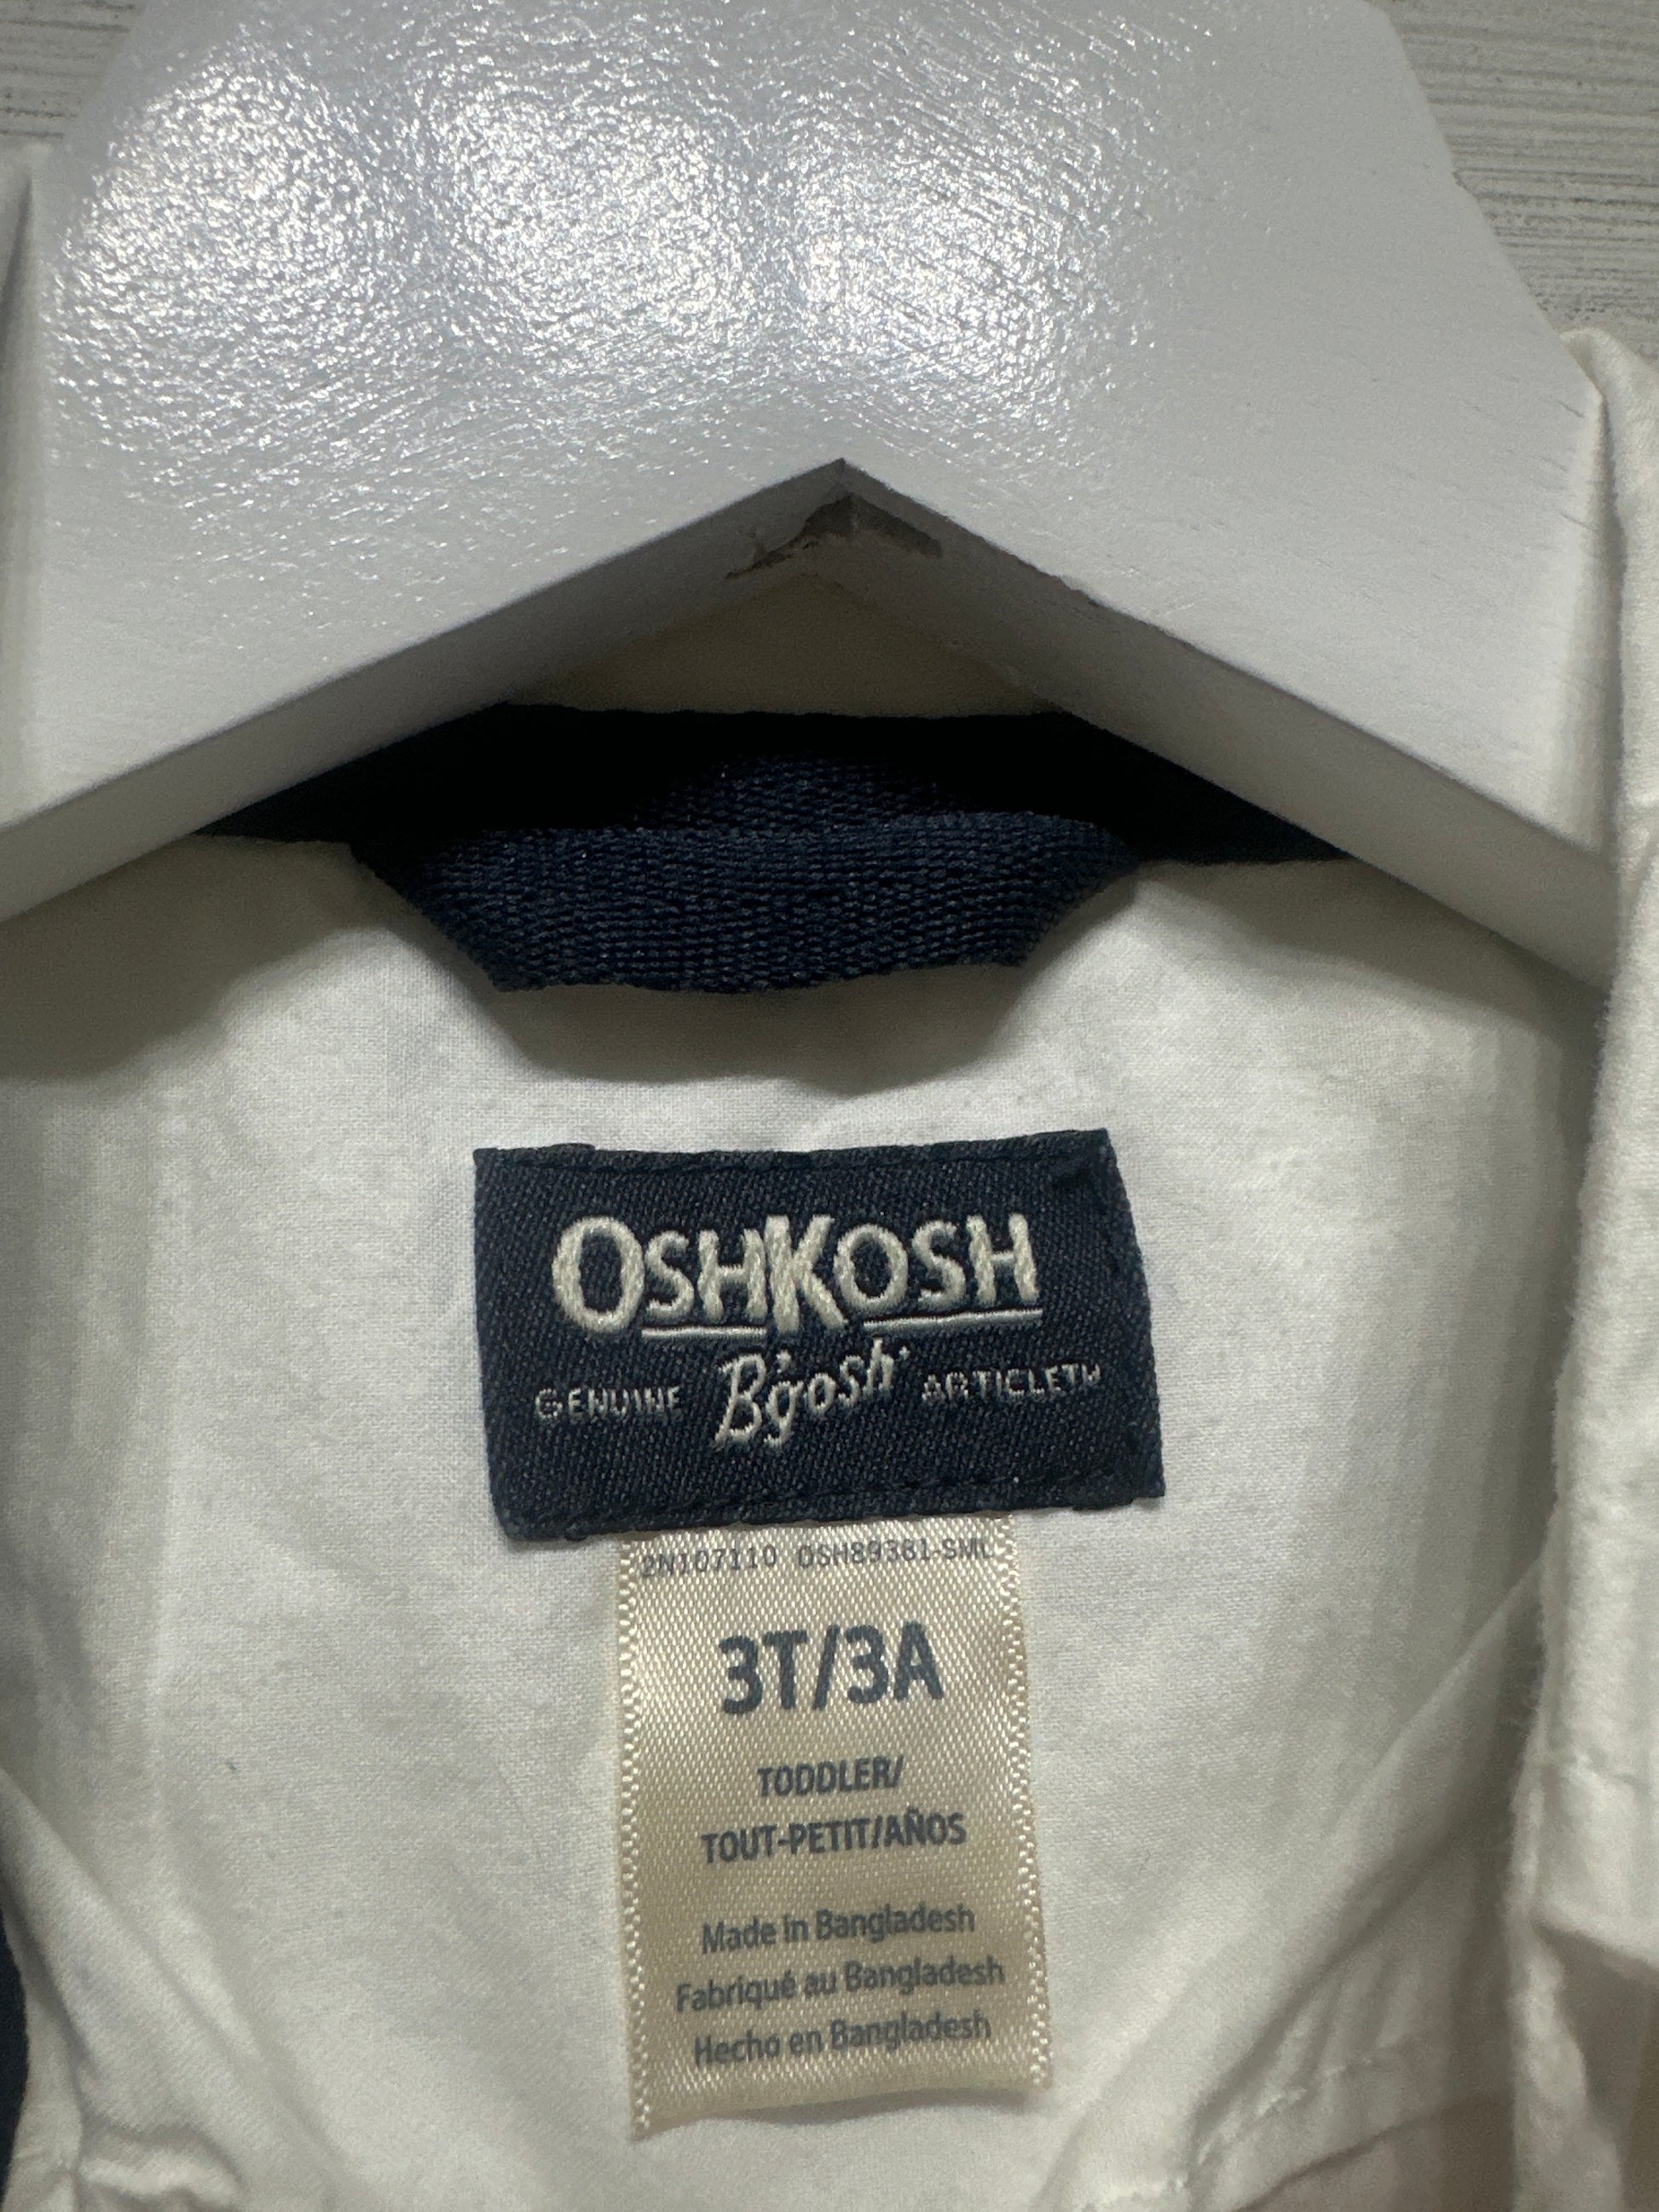 OSHKOSH
GENUINE B'gosh ARTICLE
2N107110 OSH89381-SML
3T/3A
TODDLER/
TOUT-PETIT/AÑOS
Made in Bangladesh
Fabriqué au Bangladesh
Hecho en Bangladesh